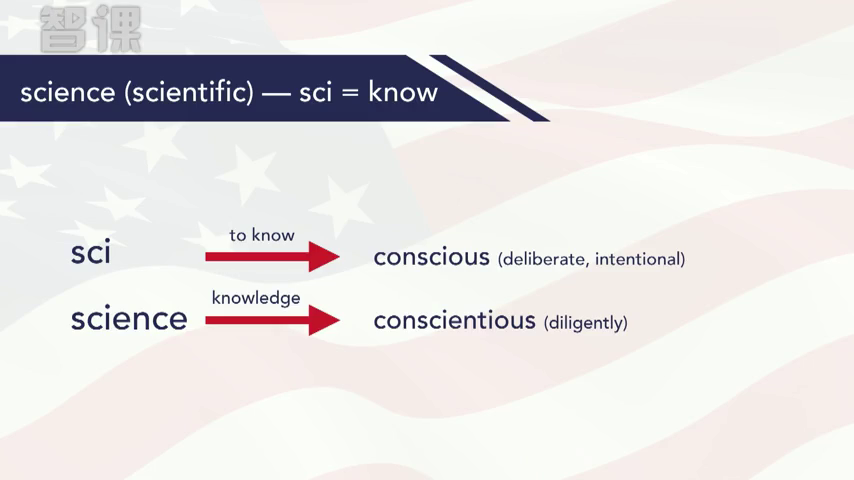 智课
science (scientific) — sci = know
to know
sci conscious (deliberate, intentional)
knowledge
science conscientious (diligently)